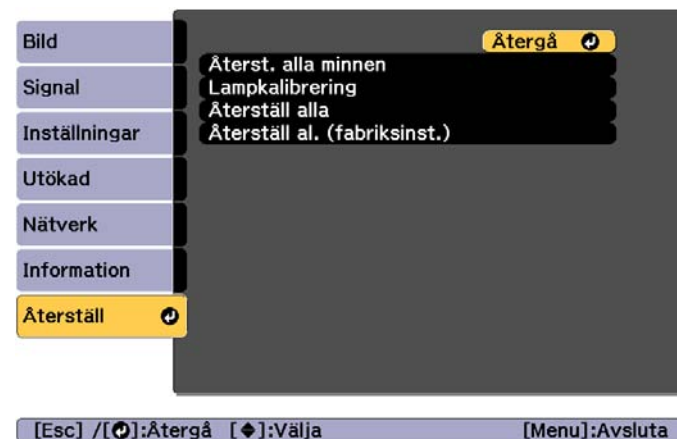 Bild
Signal
Inställningar
Utökad
Nätverk
Information
Återställ
Återgå
Återst. alla minnen
Lampkalibrering
Återställ alla
Återställ al. (fabriksinst.)
[Esc] /[]:Återgå []:Välja [Menu]:Avsluta